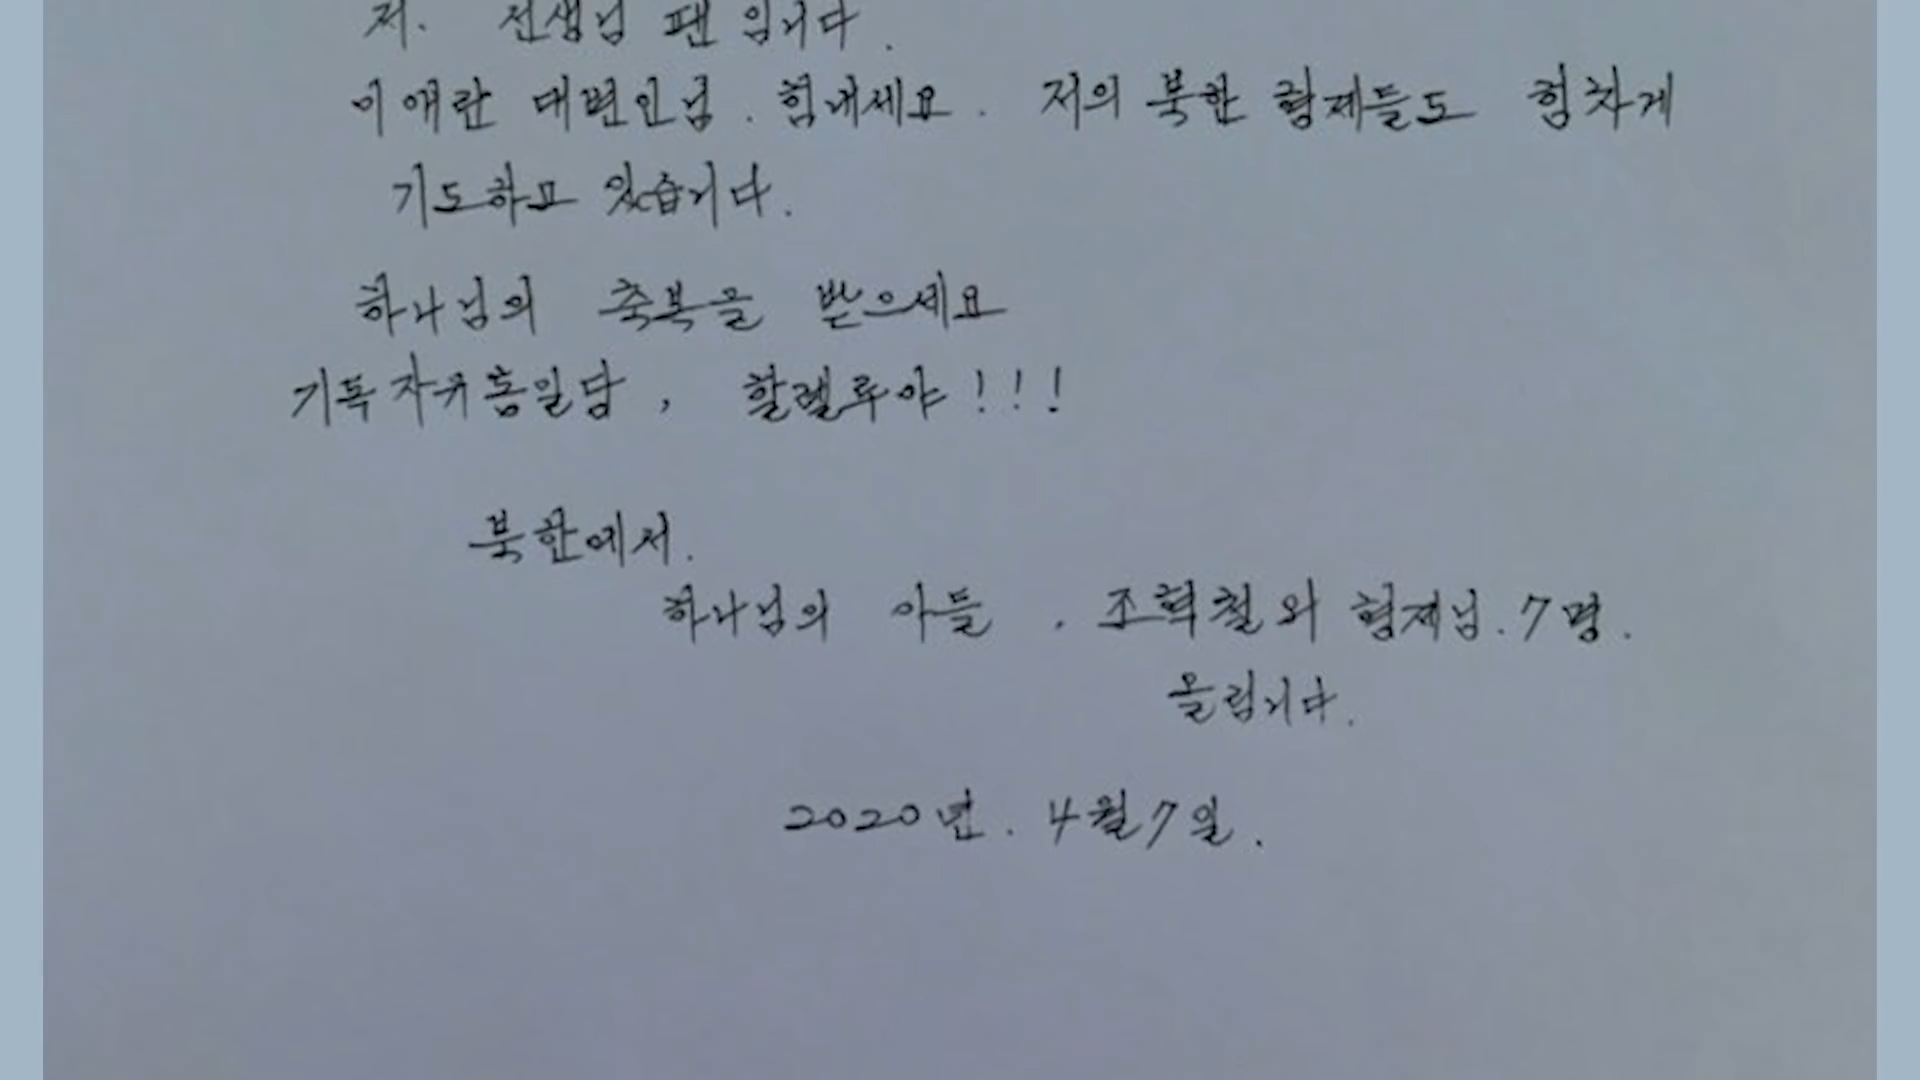 저. 선생님 팬입니다.
이애란 대변인님. 힘내세요. 저의 북한 형제들도 힘차게
기도하고 있습니다.
하나님의 축복을 받으세요
기독자유통일당, 할렐루야!!!
북한에서.
하나님의 아들. 조혁철와 형제님. 7명.
올립니다.
2020년. 4월7일.